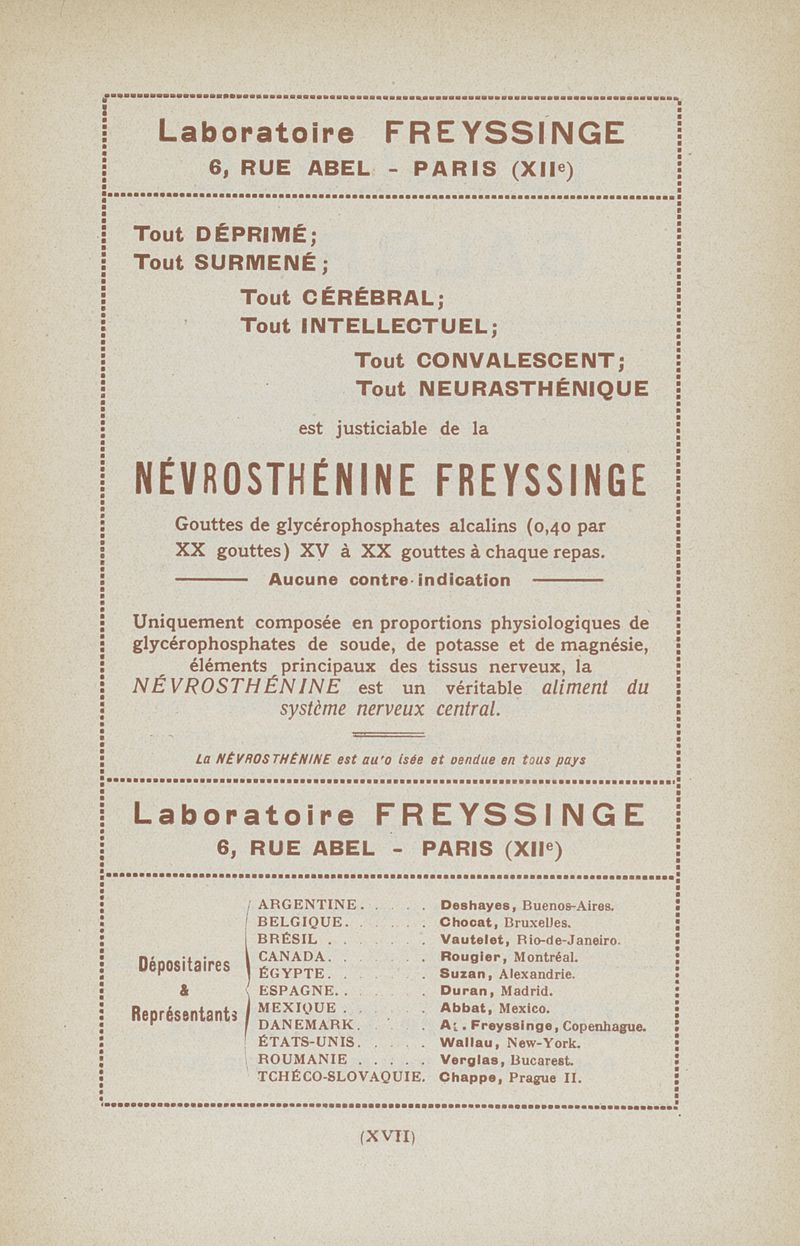 Laboratoire FREYSSINGE
6, RUE ABEL - PARIS (XIIe)
Tout DÉPRIMÉ;
Tout SURMENÉ;
Tout CÉRÉBRAL;
Tout INTELLECTUEL;
Tout CONVALESCENT;
Tout NEURASTHÉNIQUE
est justiciable de la
NÉVROSTHÉNINE FREYSSINGE
Gouttes de glycérophosphates alcalins (0,40 par
XX gouttes) XV à XX gouttes à chaque repas.
Aucune contre-indication
Uniquement composée en proportions physiologiques de
glycérophosphates de soude, de potasse et de magnésie,
éléments principaux des tissus nerveux, la
NÉVROSTHÉNINE est un véritable aliment du
système nerveux central.
La NÉVROSTHÉNINE est au'o isée et vendue en tous pays
Laboratoire FREYSSINGE
6, RUE ABEL - PARIS (XIIe)
Dépositaires
&
Représentants
ARGENTINE. . . . . Deshayes, Buenos-Aires.
BELGIQUE. . . . . . Chocat, Bruxelles.
BRÉSIL . . . . . . . Vautelet, Rio-de-Janeiro.
CANADA. . . . . . . Rougier, Montréal.
ÉGYPTE. . . . . . . Suzan, Alexandrie.
ESPAGNE. . . . . . Duran, Madrid.
MEXIQUE . . . . . . Abbat, Mexico.
DANEMARK. . . . . Freyssinge, Copenhague.
ÉTATS-UNIS. . . . . Wallau, New-York.
ROUMANIE . . . . . Verglas, Bucarest.
TCHÉCO-SLOVAQUIE. Chappe, Prague II.
(XVII)